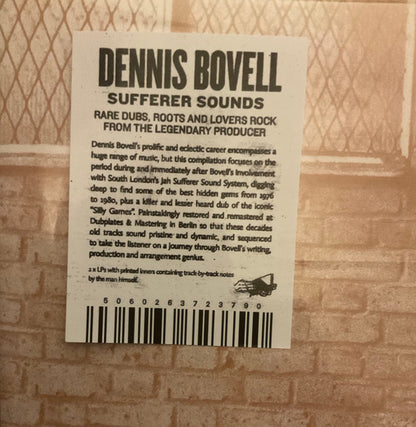 DENNIS BOVELL
SUFFERER SOUNDS
RARE DUBS, ROOTS AND LOVERS ROCK
FROM THE LEGENDARY PRODUCER
Dennis Bovell's prolific and eclectic career encompasses a
huge range of music, but this compilation focuses on the
period during and immediately after Bovell's involvement
with South London's Jah Sufferer Sound System, digging
deep to find some of the best hidden gems from 1976
to 1980, plus a killer and lesser heard dub of the iconic
"Silly Games". Painstakingly restored and remastered at
Dubplates & Mastering in Berlin so that these decades
old tracks sound pristine and dynamic, and sequenced
to take the listener on a journey through Bovell's writing,
production and arrangement genius.
2 x LPs with printed inners containing track-by-track notes
by the man himself.
5060263723790